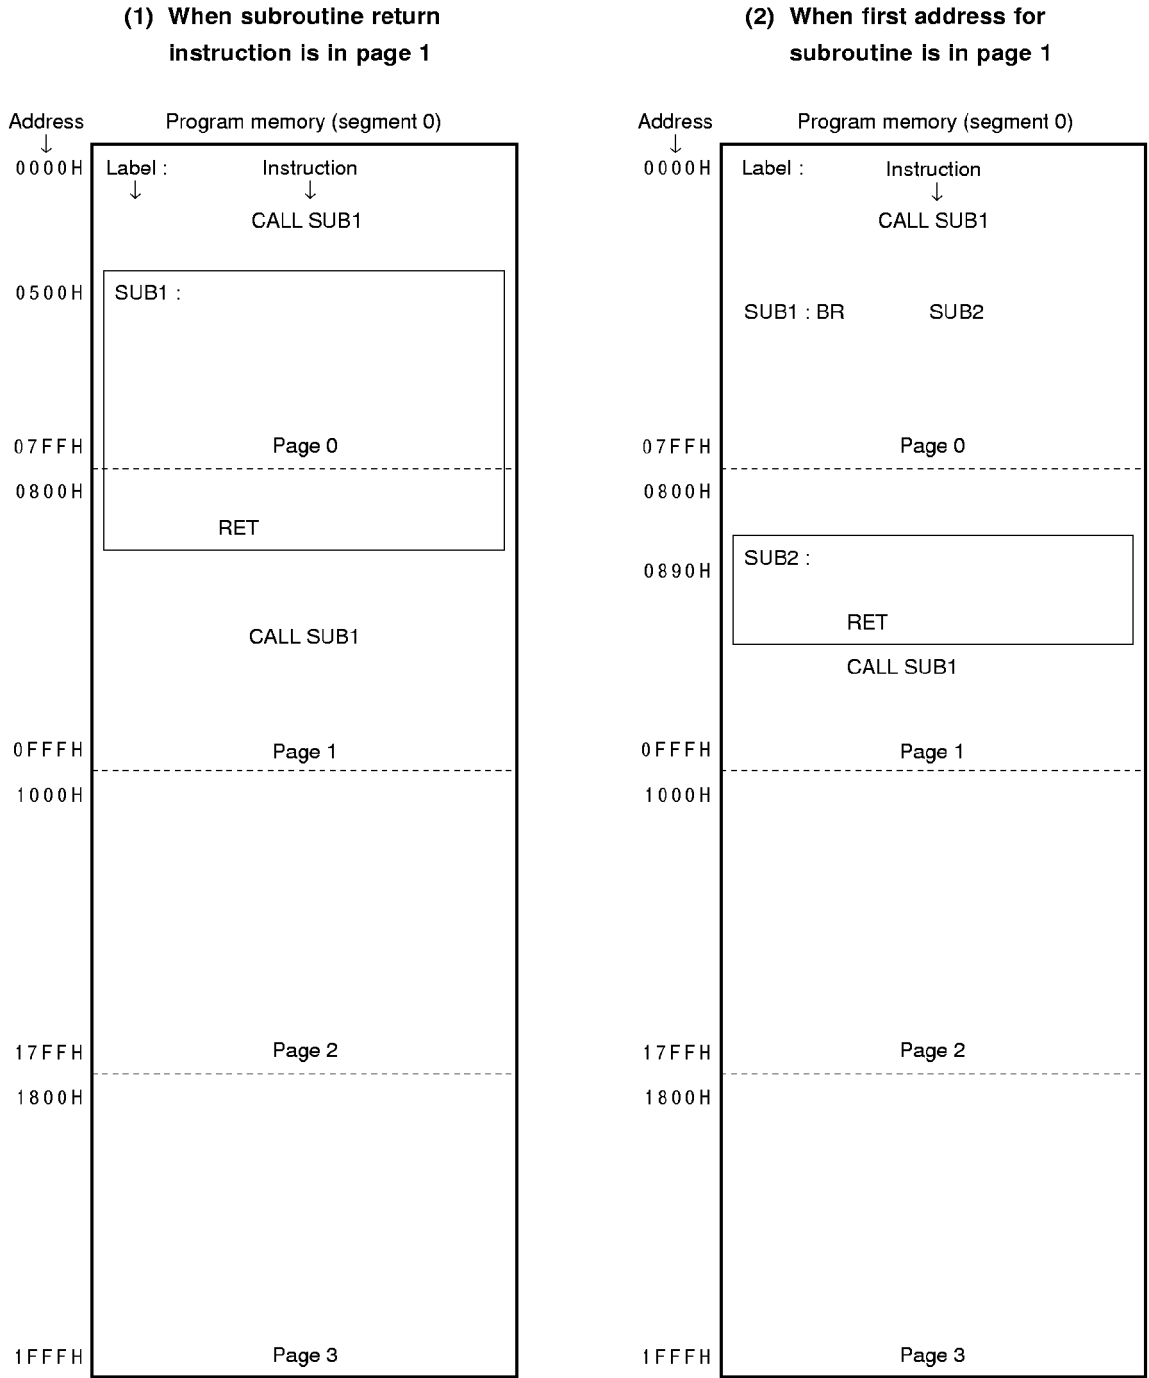 (1) When subroutine return
instruction is in page 1
Address
Program memory (segment 0)
0000H
Label :
Instruction
CALL SUB1
0500H
SUB1 :
07FFH
Page 0
0800H
RET
CALL SUB1
0FFFH
Page 1
1000H
17FFH
Page 2
1800H
1FFFH
Page 3
(2) When first address for
subroutine is in page 1
Address
Program memory (segment 0)
0000H
Label :
Instruction
CALL SUB1
SUB1 : BR SUB2
07FFH
Page 0
0800H
SUB2 :
0890H
RET
CALL SUB1
0FFFH
Page 1
1000H
17FFH
Page 2
1800H
1FFFH
Page 3